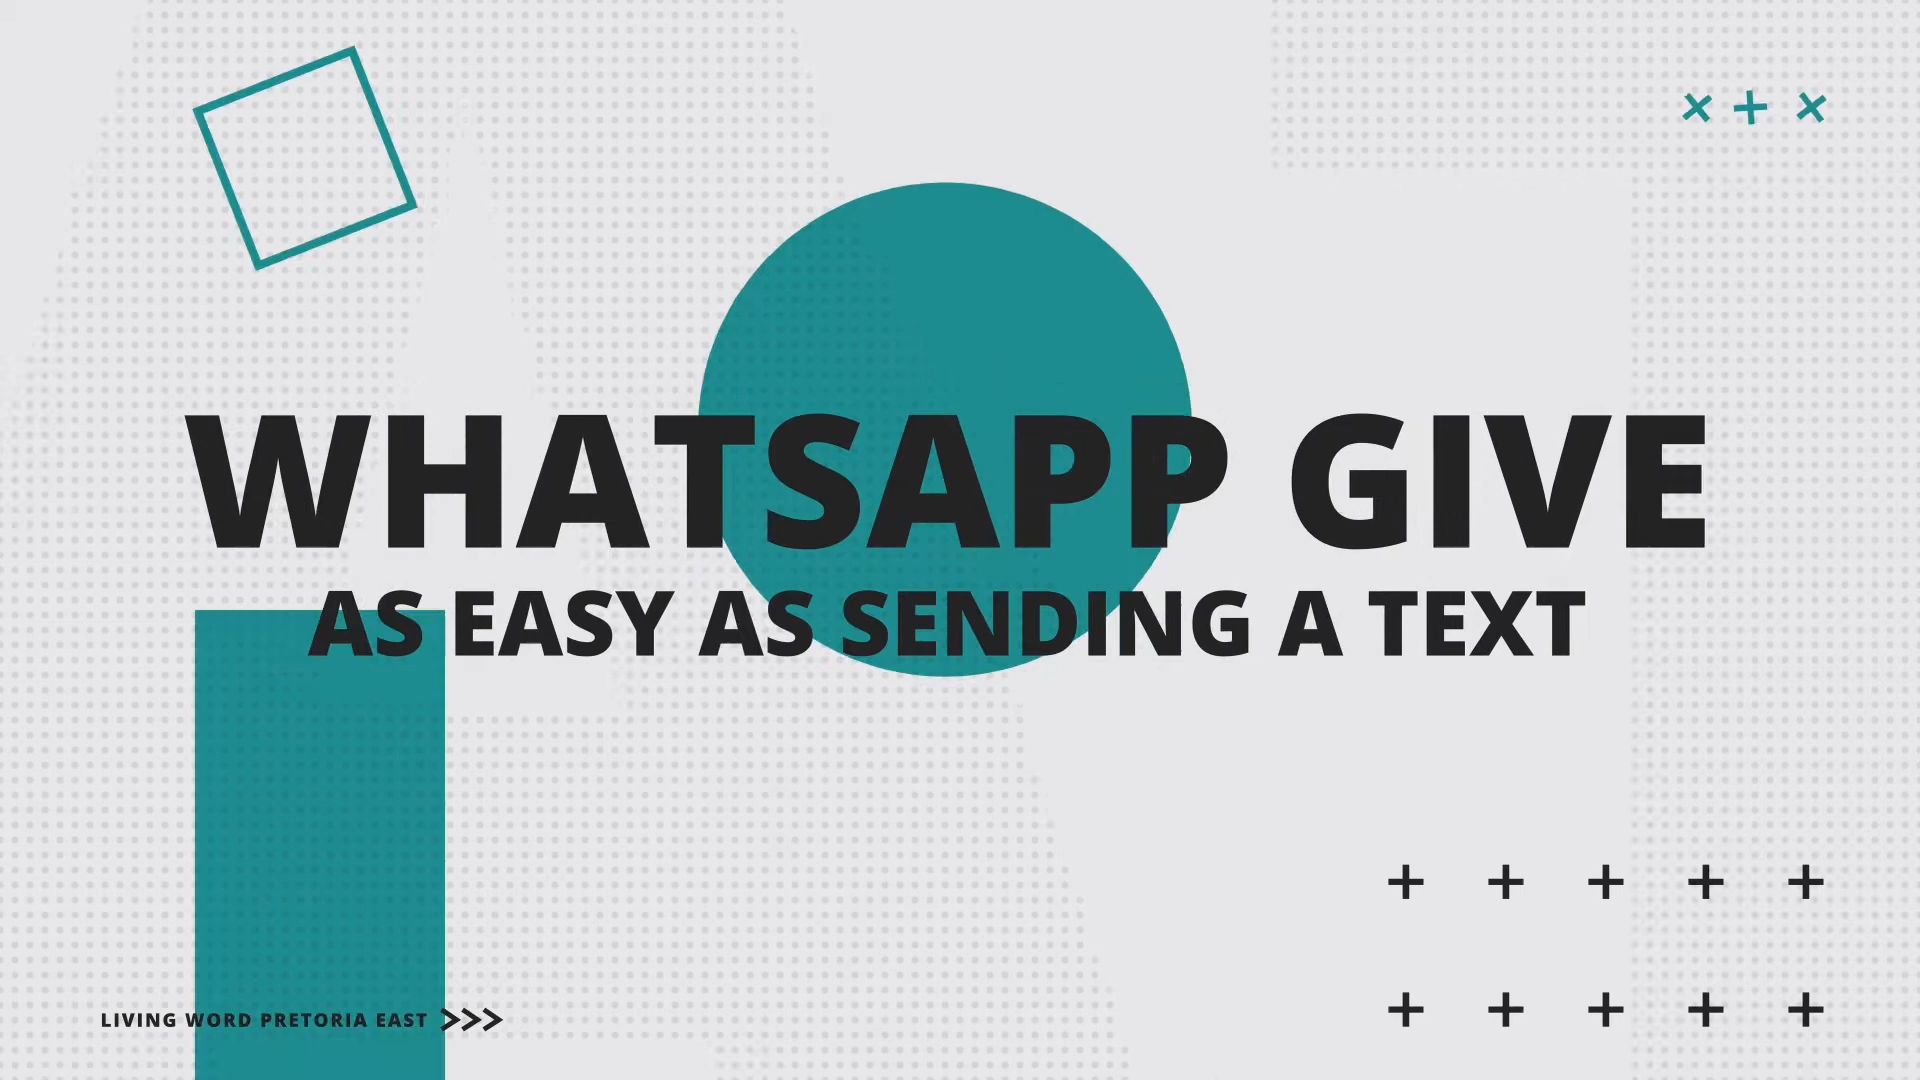 WHATSAPP GIVE
AS EASY AS SENDING A TEXT
LIVING WORD PRETORIA EAST